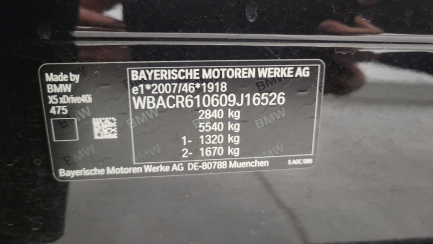 Made by
BMW
X5 xDrive40i
475
BAYERISCHE MOTOREN WERKE AG
e1*2007/46*1918
WBACR610609J16526
2840 kg
5540 kg
1- 1320 kg
2- 1670 kg
Bayerische Motoren Werke AG DE-80788 Muenchen